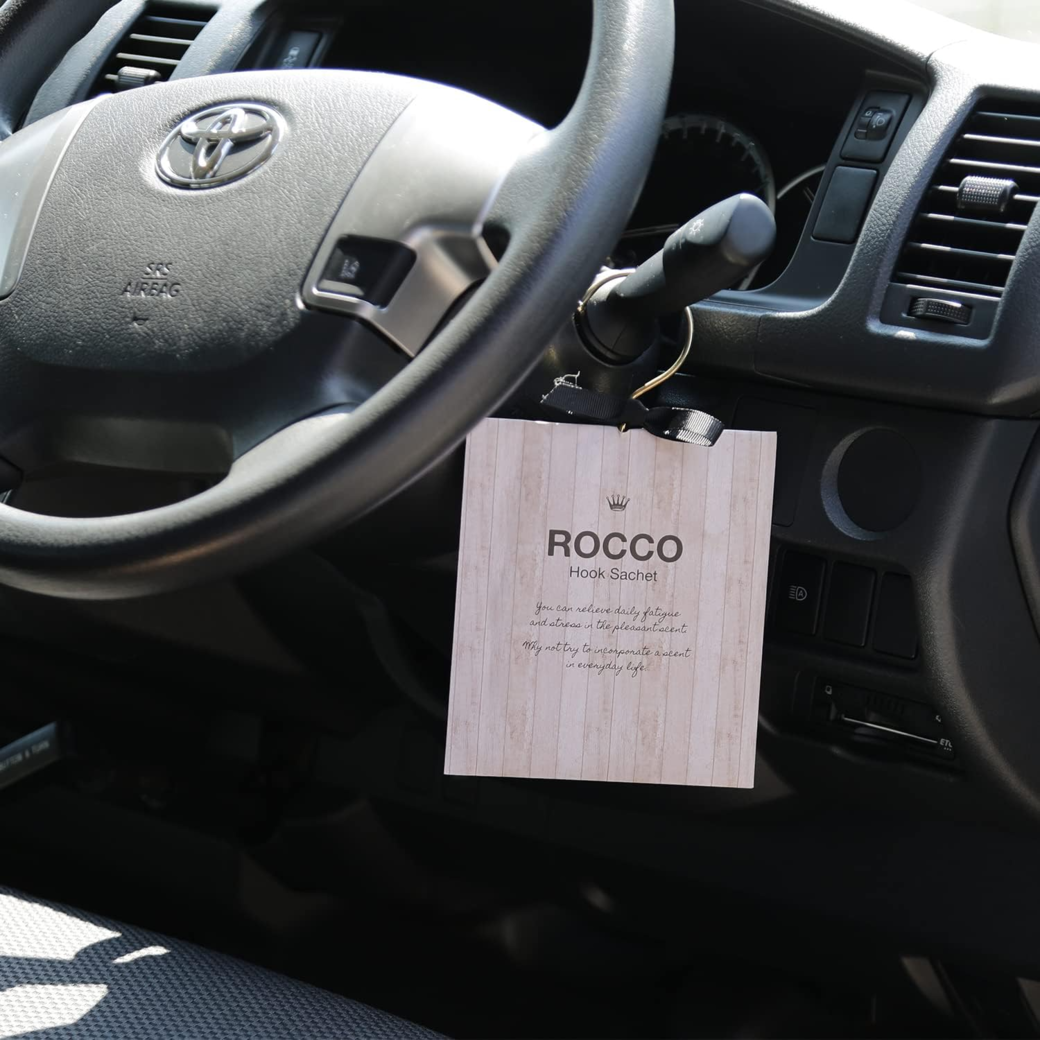 SRS
AIRBAG
ROCCO
Hook Sachet
You can relieve daily fatigue
and stress in the pleasant scent
Why not try to incorporate a scent
in everyday life.
A
ETC